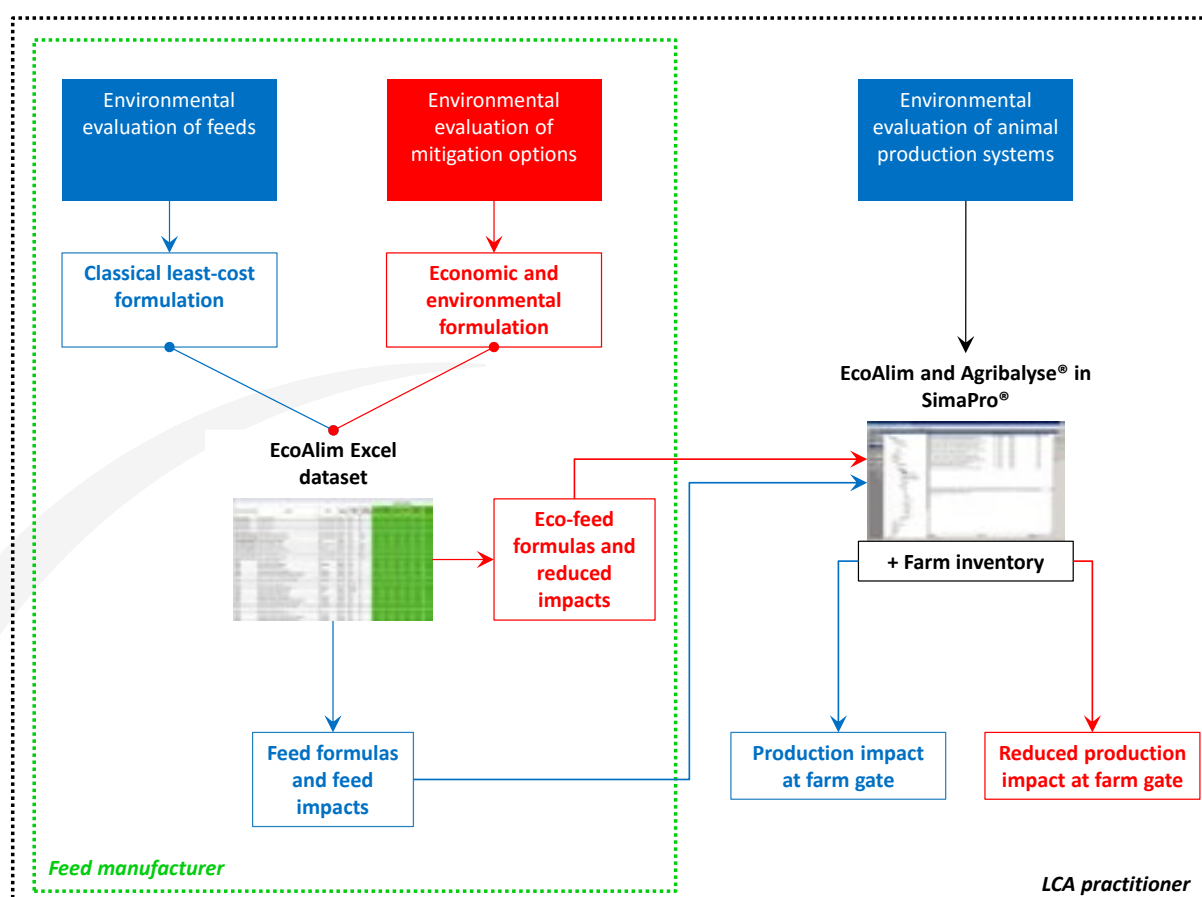 Environmental
evaluation of feeds
Environmental
evaluation of
mitigation options
Environmental
evaluation of animal
production systems
Classical least-cost
formulation
Economic and
environmental
formulation
EcoAlim and Agribalyse® in
SimaPro®
EcoAlim Excel
dataset
Eco-feed
formulas and
reduced
impacts
+ Farm inventory
Feed formulas
and feed
impacts
Production impact
at farm gate
Reduced production
impact at farm gate
Feed manufacturer
LCA practitioner